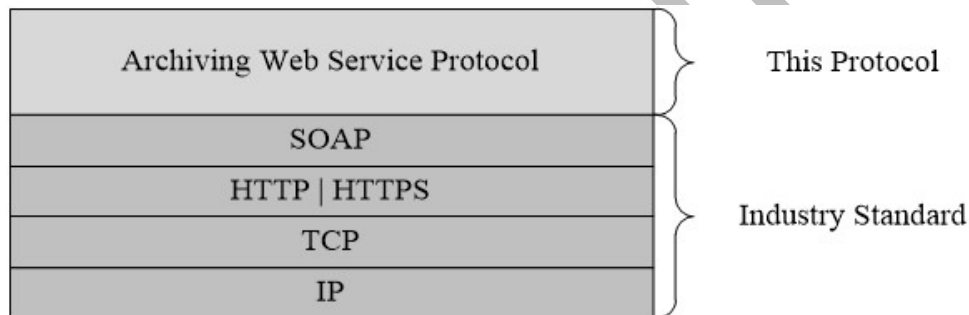 Archiving Web Service Protocol
This Protocol
SOAP
HTTP | HTTPS
TCP
IP
Industry Standard